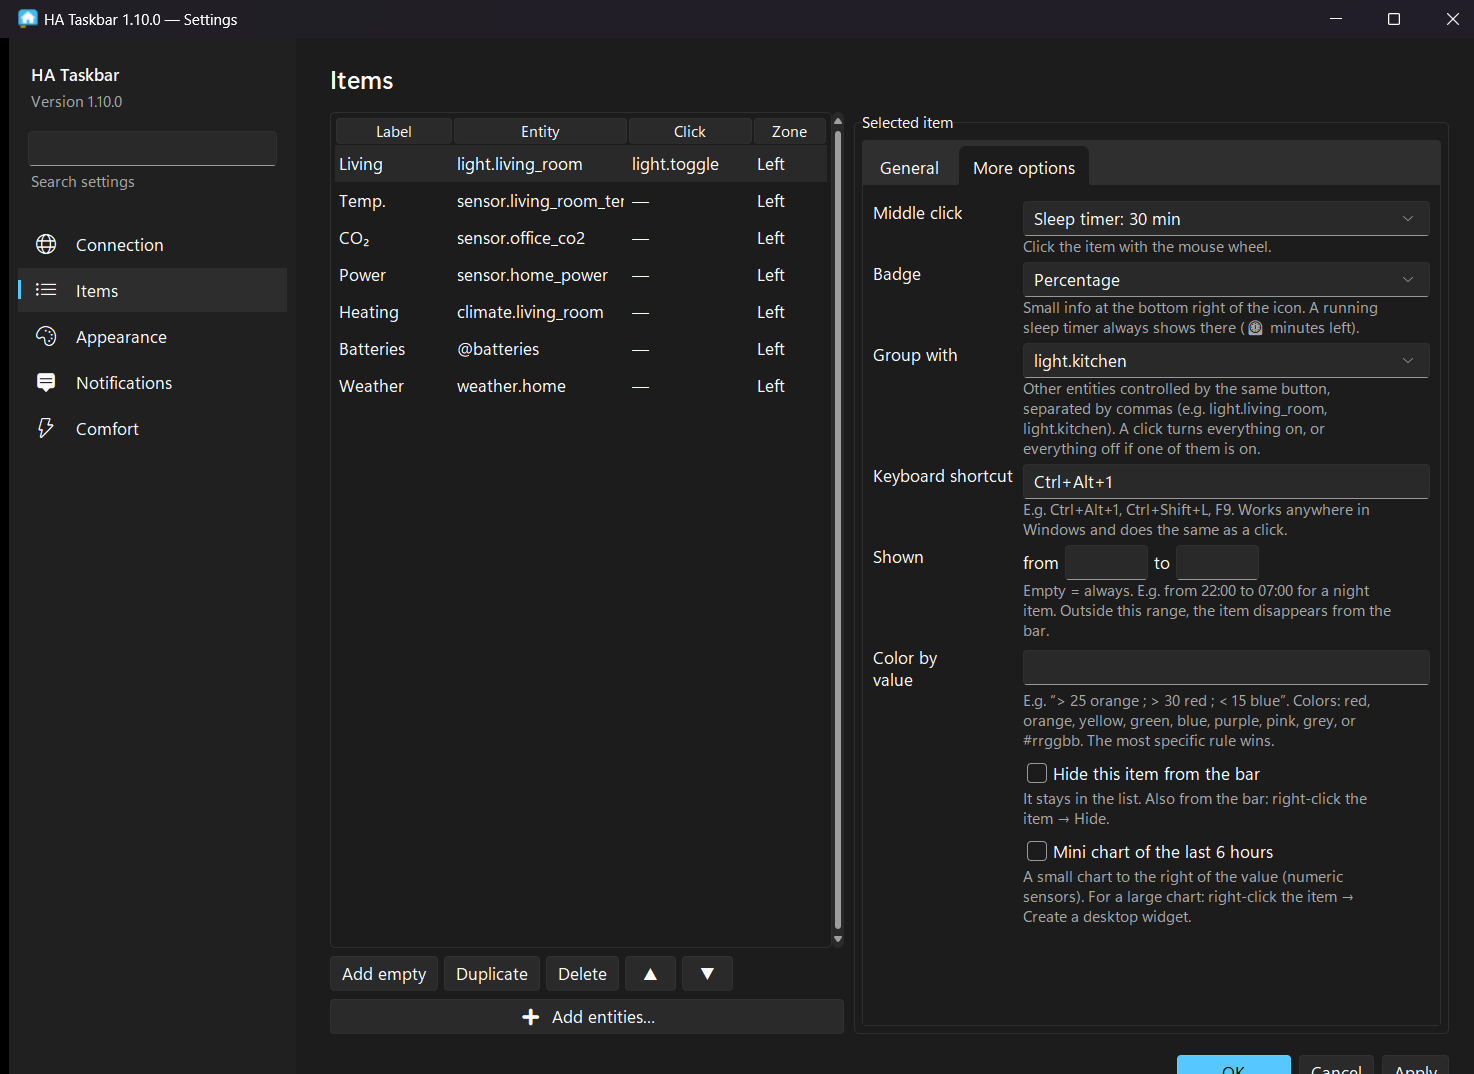 HA Taskbar 1.10.0 — Settings
HA Taskbar
Version 1.10.0
Search settings
Connection
Items
Appearance
Notifications
Comfort
Items
Label Entity Click Zone
Living light.living_room light.toggle Left
Temp. sensor.living_room_ter — Left
CO₂ sensor.office_co2 — Left
Power sensor.home_power — Left
Heating climate.living_room — Left
Batteries @batteries — Left
Weather weather.home — Left
Add empty Duplicate Delete ▲ ▼
+ Add entities...
Selected item
General More options
Middle click Sleep timer: 30 min
Click the item with the mouse wheel.
Badge Percentage
Small info at the bottom right of the icon. A running
sleep timer always shows there (⏲ minutes left).
Group with light.kitchen
Other entities controlled by the same button,
separated by commas (e.g. light.living_room,
light.kitchen). A click turns everything on, or
everything off if one of them is on.
Keyboard shortcut Ctrl+Alt+1
E.g. Ctrl+Alt+1, Ctrl+Shift+L, F9. Works anywhere in
Windows and does the same as a click.
Shown from to
Empty = always. E.g. from 22:00 to 07:00 for a night
item. Outside this range, the item disappears from the
bar.
Color by
value
E.g. "> 25 orange ; > 30 red ; < 15 blue". Colors: red,
orange, yellow, green, blue, purple, pink, grey, or
#rrggbb. The most specific rule wins.
Hide this item from the bar
It stays in the list. Also from the bar: right-click the
item → Hide.
Mini chart of the last 6 hours
A small chart to the right of the value (numeric
sensors). For a large chart: right-click the item →
Create a desktop widget.
OK Cancel Apply